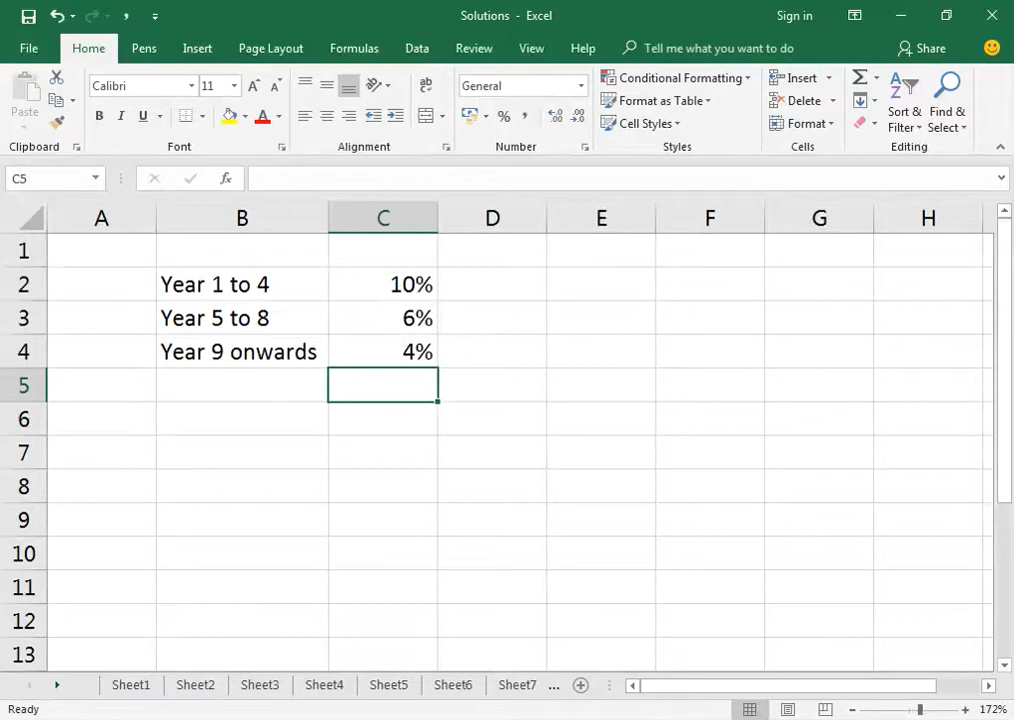 Solutions - Excel
Sign in
File Home Pens Insert Page Layout Formulas Data Review View Help Tell me what you want to do Share
Paste
Calibri 11
B I U A
General
% ,
Conditional Formatting
Format as Table
Cell Styles
Insert
Delete
Format
Sort & Filter
Find & Select
Clipboard Font Alignment Number Styles Cells Editing
C5 fx
A B C D E F G H
1
2 Year 1 to 4 10%
3 Year 5 to 8 6%
4 Year 9 onwards 4%
5
6
7
8
9
10
11
12
13
Sheet1 Sheet2 Sheet3 Sheet4 Sheet5 Sheet6 Sheet7 ...
Ready 172%